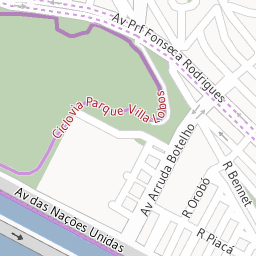 Av Prf Fonseca Rodrigues
Ciclovia Parque Villa Lobos
Av Arruda Botelho
R Bennet
R Orobó
Av das Nações Unidas
R Piacá